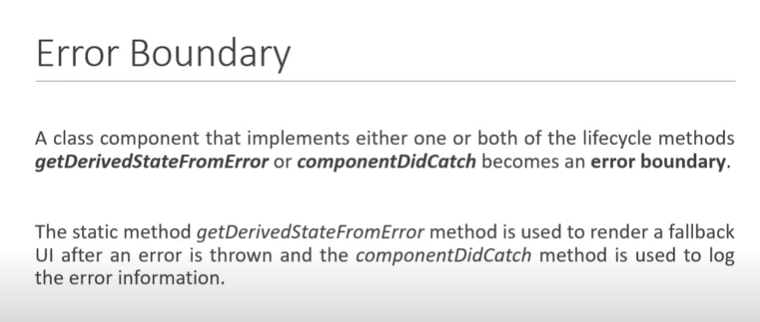 Error Boundary
A class component that implements either one or both of the lifecycle methods
getDerivedStateFromError or componentDidCatch becomes an error boundary.
The static method getDerivedStateFromError method is used to render a fallback
UI after an error is thrown and the componentDidCatch method is used to log
the error information.